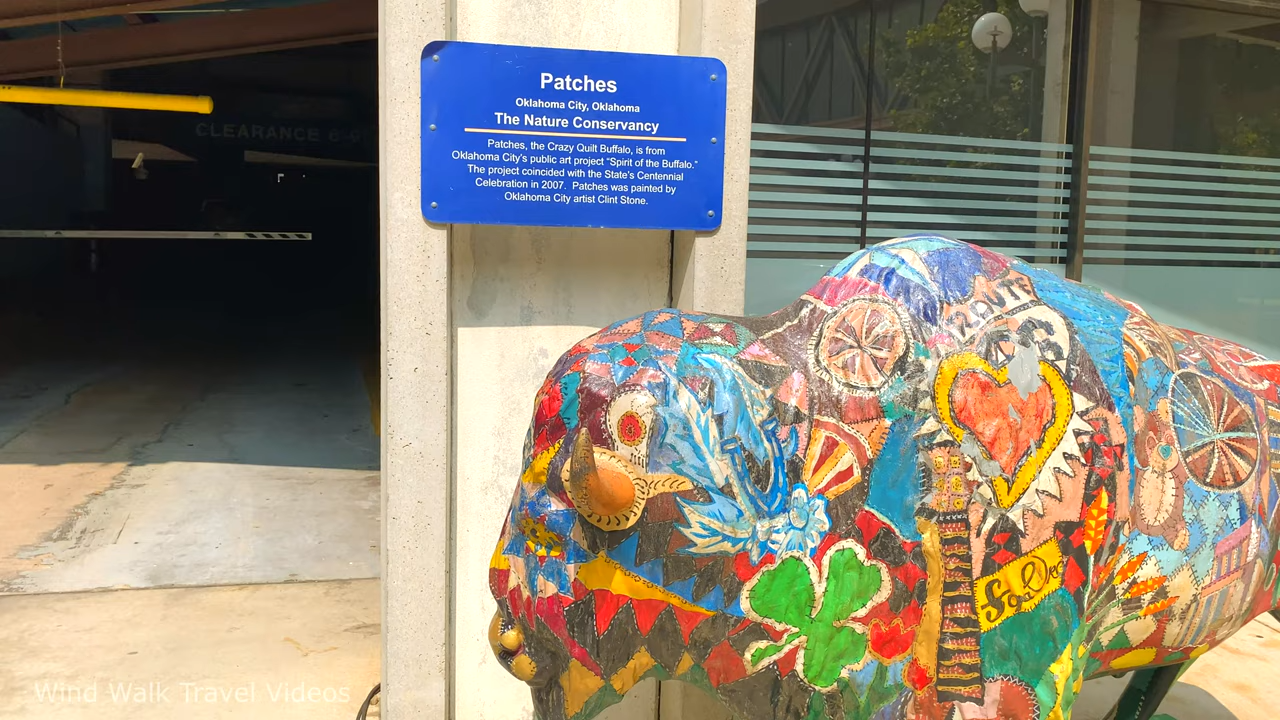 Patches
Oklahoma City, Oklahoma
The Nature Conservancy
Patches, the Crazy Quilt Buffalo, is from
Oklahoma City's public art project "Spirit of the Buffalo."
The project coincided with the State's Centennial
Celebration in 2007. Patches was painted by
Oklahoma City artist Clint Stone.
CLEARANCE
ROUTE
66
Wind Walk Travel Videos